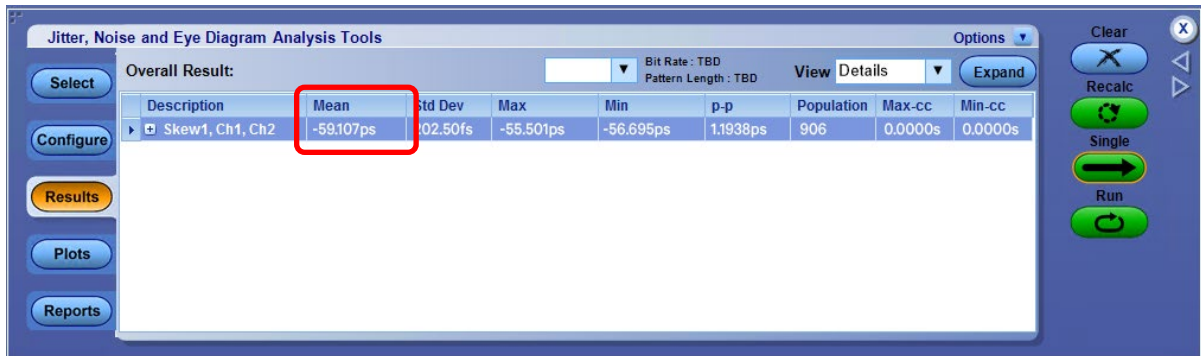 Jitter, Noise and Eye Diagram Analysis Tools
Options
Clear
X
Select
Overall Result:
Bit Rate : TBD
Pattern Length : TBD
View Details
Expand
Recalc
Description Mean Std Dev Max Min p-p Population Max-cc Min-cc
Skew1, Ch1, Ch2 -59.107ps 202.50fs -55.501ps -56.695ps 1.1938ps 906 0.0000s 0.0000s
Configure
Single
Results
Run
Plots
Reports